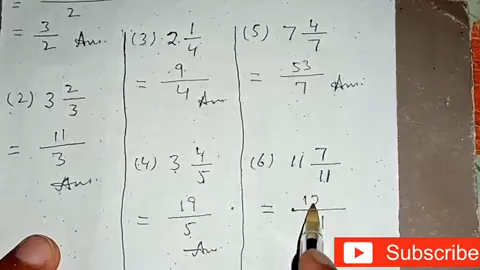 2
= 3/2 Ans.
(2) 3 2/3
= 11/3
Ans.
(3) 2 1/4
= 9/4 Ans
(4) 3 4/5
= 19/5
Ans
(5) 7 4/7
= 53/7 Ans.
(6) 11 7/11
=
Subscribe